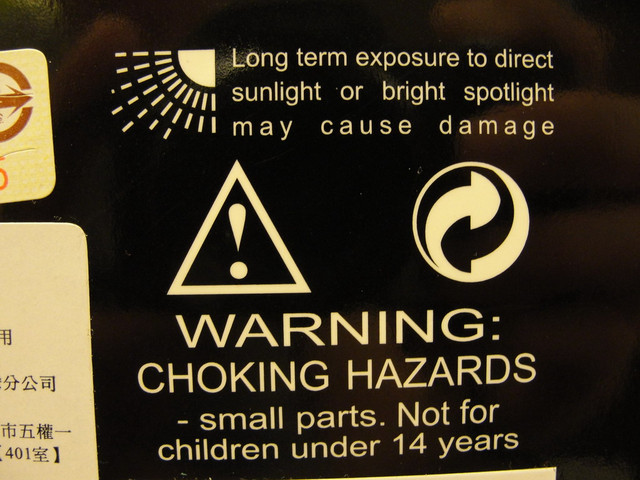 Long term exposure to direct
sunlight or bright spotlight
may cause damage
WARNING:
CHOKING HAZARDS
- small parts. Not for
children under 14 years
用
分公司
市五權一
【401室】